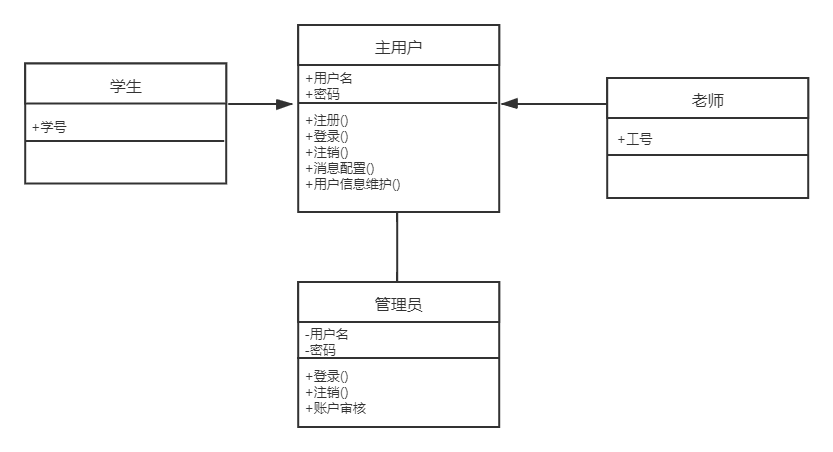 主用户
+用户名
+密码
+注册()
+登录()
+注销()
+消息配置()
+用户信息维护()
学生
+学号
老师
+工号
管理员
-用户名
-密码
+登录()
+注销()
+账户审核